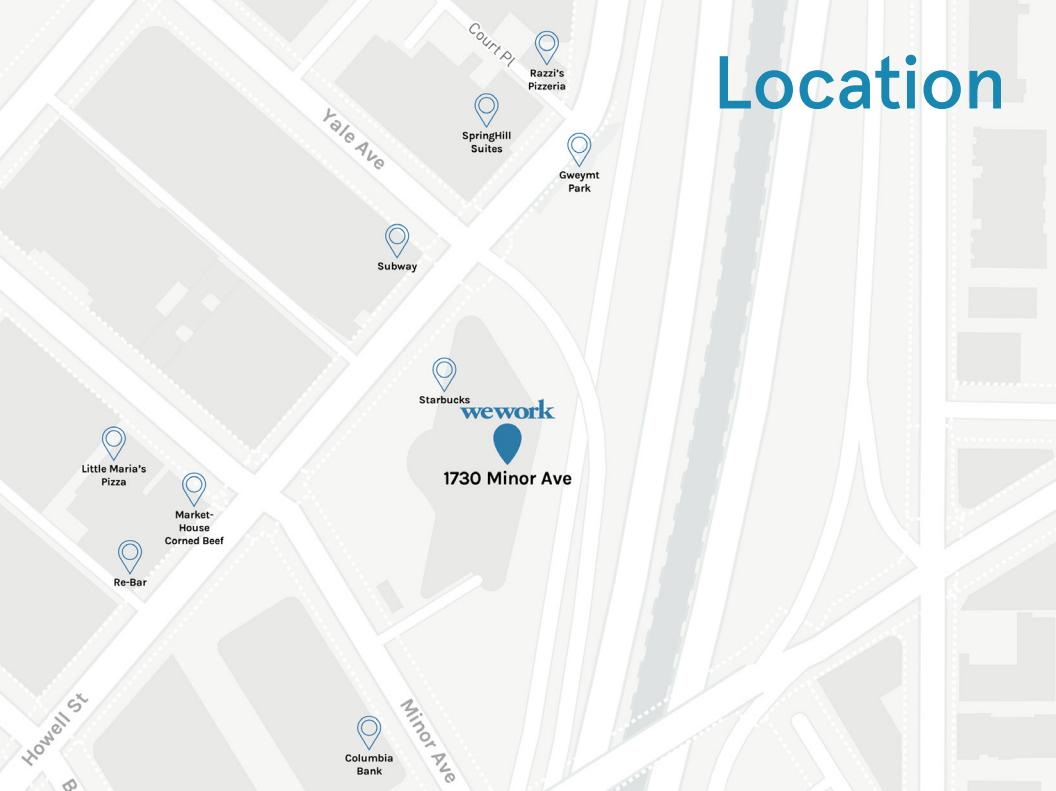 Location
Court Pl
Razzi's
Pizzeria
SpringHill
Suites
Yale Ave
Gweymt
Park
Subway
Starbucks
wework
1730 Minor Ave
Little Maria's
Pizza
Market-
House
Corned Beef
Re-Bar
Howell St
Minor Ave
Columbia
Bank
B